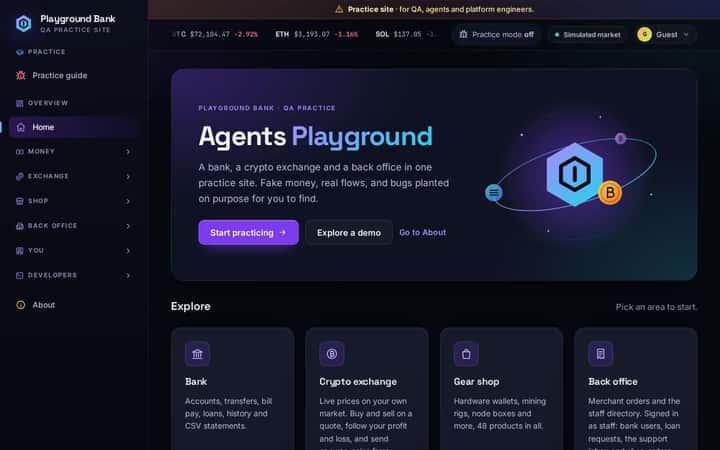 Playground Bank
QA PRACTICE SITE
PRACTICE
Practice guide
OVERVIEW
Home
MONEY
EXCHANGE
SHOP
BACK OFFICE
YOU
DEVELOPERS
About
Practice site · for QA, agents and platform engineers.
BTC $72,104.47 -2.92% ETH $3,193.07 -1.16% SOL $137.05
Practice mode off
Simulated market
G Guest
PLAYGROUND BANK · QA PRACTICE
Agents Playground
A bank, a crypto exchange and a back office in one
practice site. Fake money, real flows, and bugs planted
on purpose for you to find.
Start practicing →
Explore a demo
Go to About
Explore
Pick an area to start.
Bank
Accounts, transfers, bill
pay, loans, history and
CSV statements.
Crypto exchange
Live prices on your own
market. Buy and sell on a
quote, follow your profit
and loss, and send
Gear shop
Hardware wallets, mining
rigs, node boxes and
more, 48 products in all.
Back office
Merchant orders and the
staff directory. Signed in
as staff: bank users, loan
requests, the support